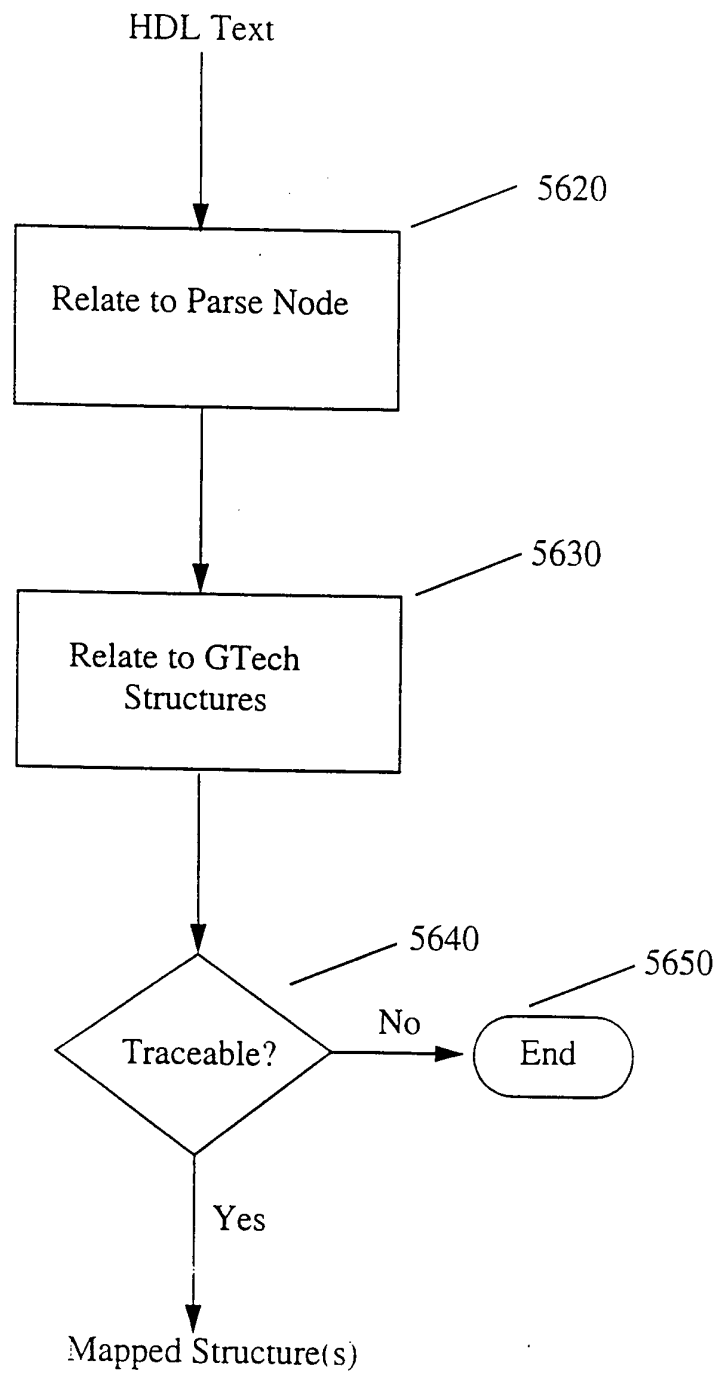 HDL Text
5620
Relate to Parse Node
5630
Relate to GTech
Structures
5640
5650
Traceable?
No
End
Yes
Mapped Structure(s)